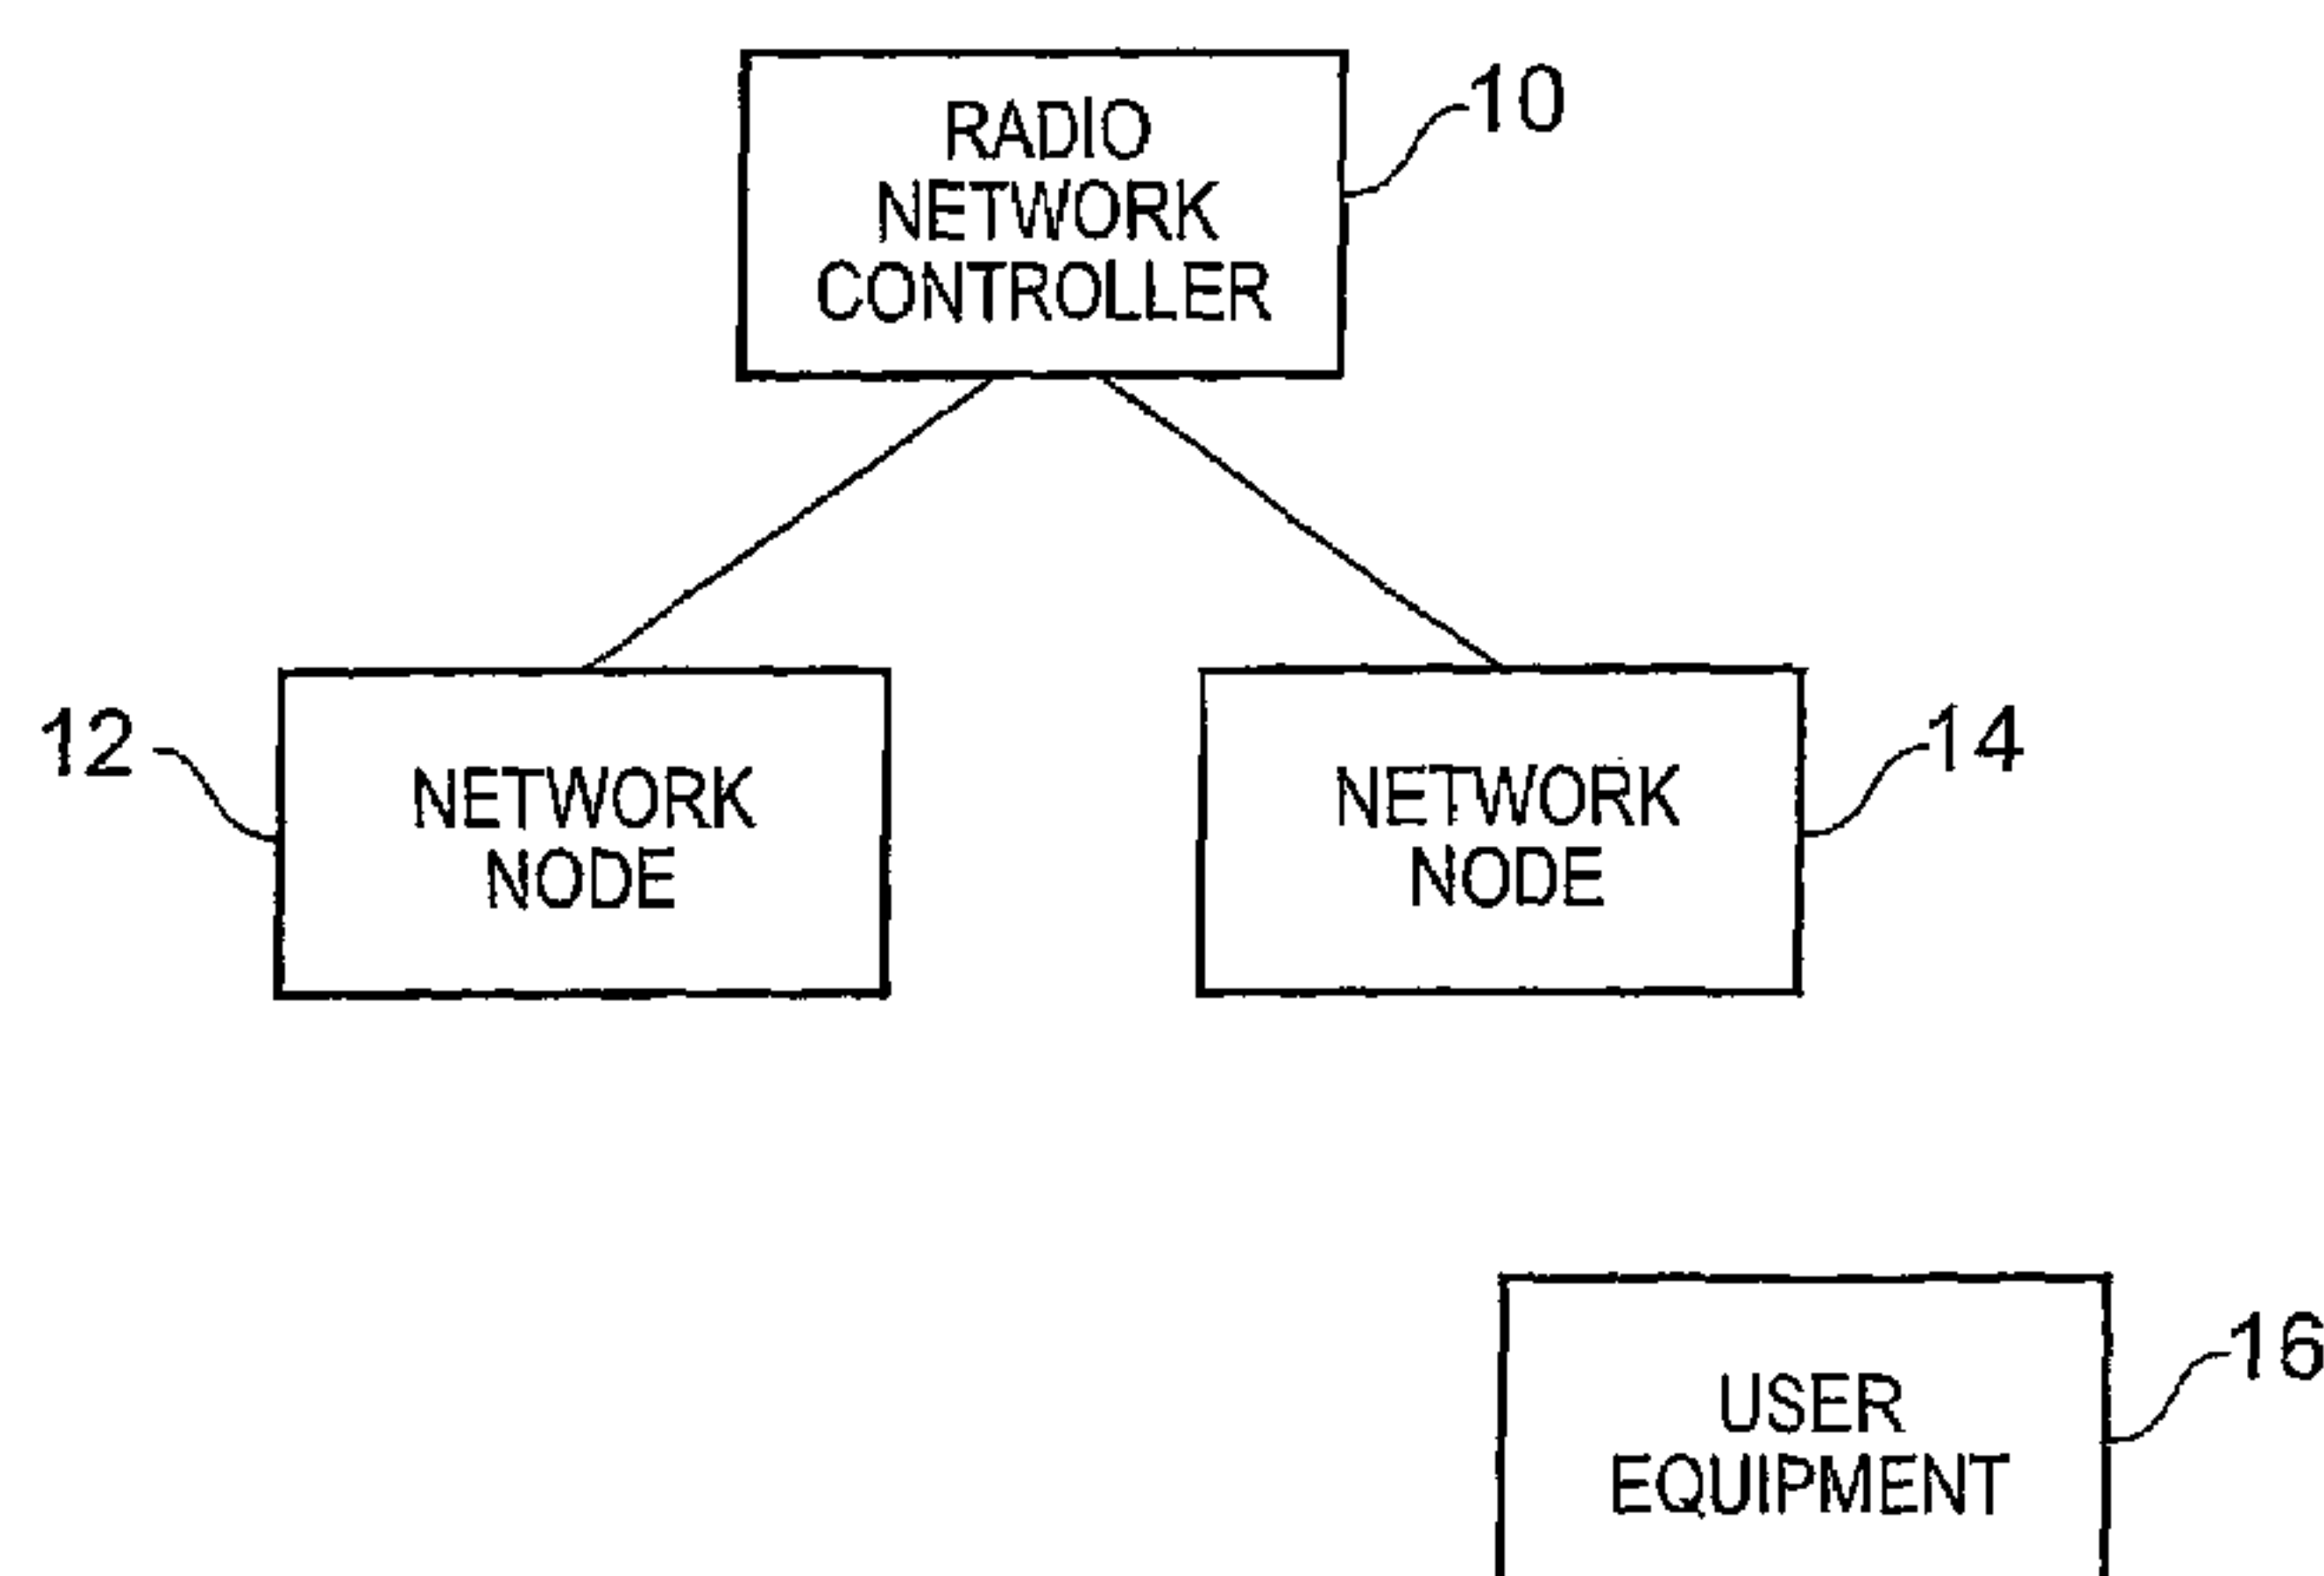 RADIO
NETWORK
CONTROLLER
10
12
NETWORK
NODE
NETWORK
NODE
14
USER
EQUIPMENT
16